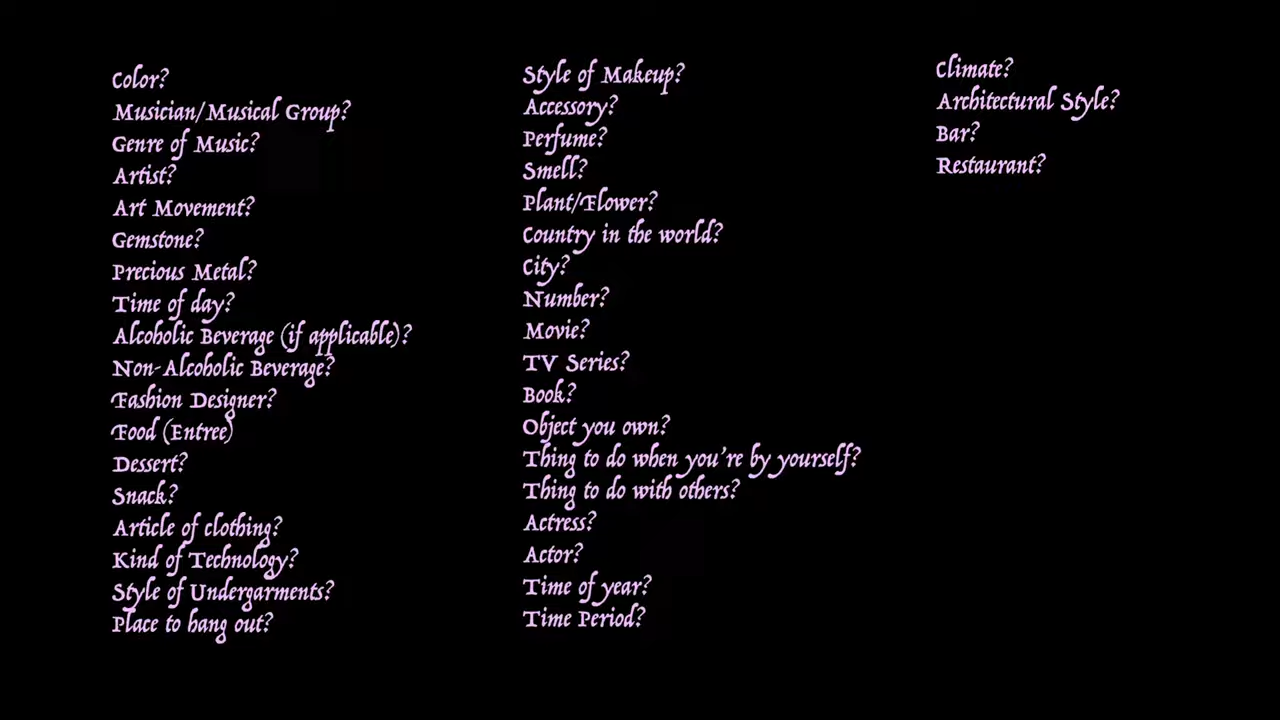 Color?
Musician/Musical Group?
Genre of Music?
Artist?
Art Movement?
Gemstone?
Precious Metal?
Time of day?
Alcoholic Beverage (if applicable)?
Non-Alcoholic Beverage?
Fashion Designer?
Food (Entree)
Dessert?
Snack?
Article of clothing?
Kind of Technology?
Style of Undergarments?
Place to hang out?
Style of Makeup?
Accessory?
Perfume?
Smell?
Plant/Flower?
Country in the world?
City?
Number?
Movie?
TV Series?
Book?
Object you own?
Thing to do when you're by yourself?
Thing to do with others?
Actress?
Actor?
Time of year?
Time Period?
Climate?
Architectural Style?
Bar?
Restaurant?